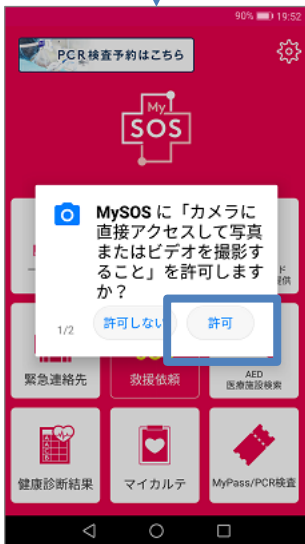 90% 19:52
PCR検査予約はこちら
My
SOS
MySOS に「カメラに
直接アクセスして写真
またはビデオを撮影す
ること」を許可します
か？
1/2 許可しない 許可
緊急連絡先 救援依頼 AED
医療施設検索
健康診断結果 マイカルテ MyPass/PCR検査